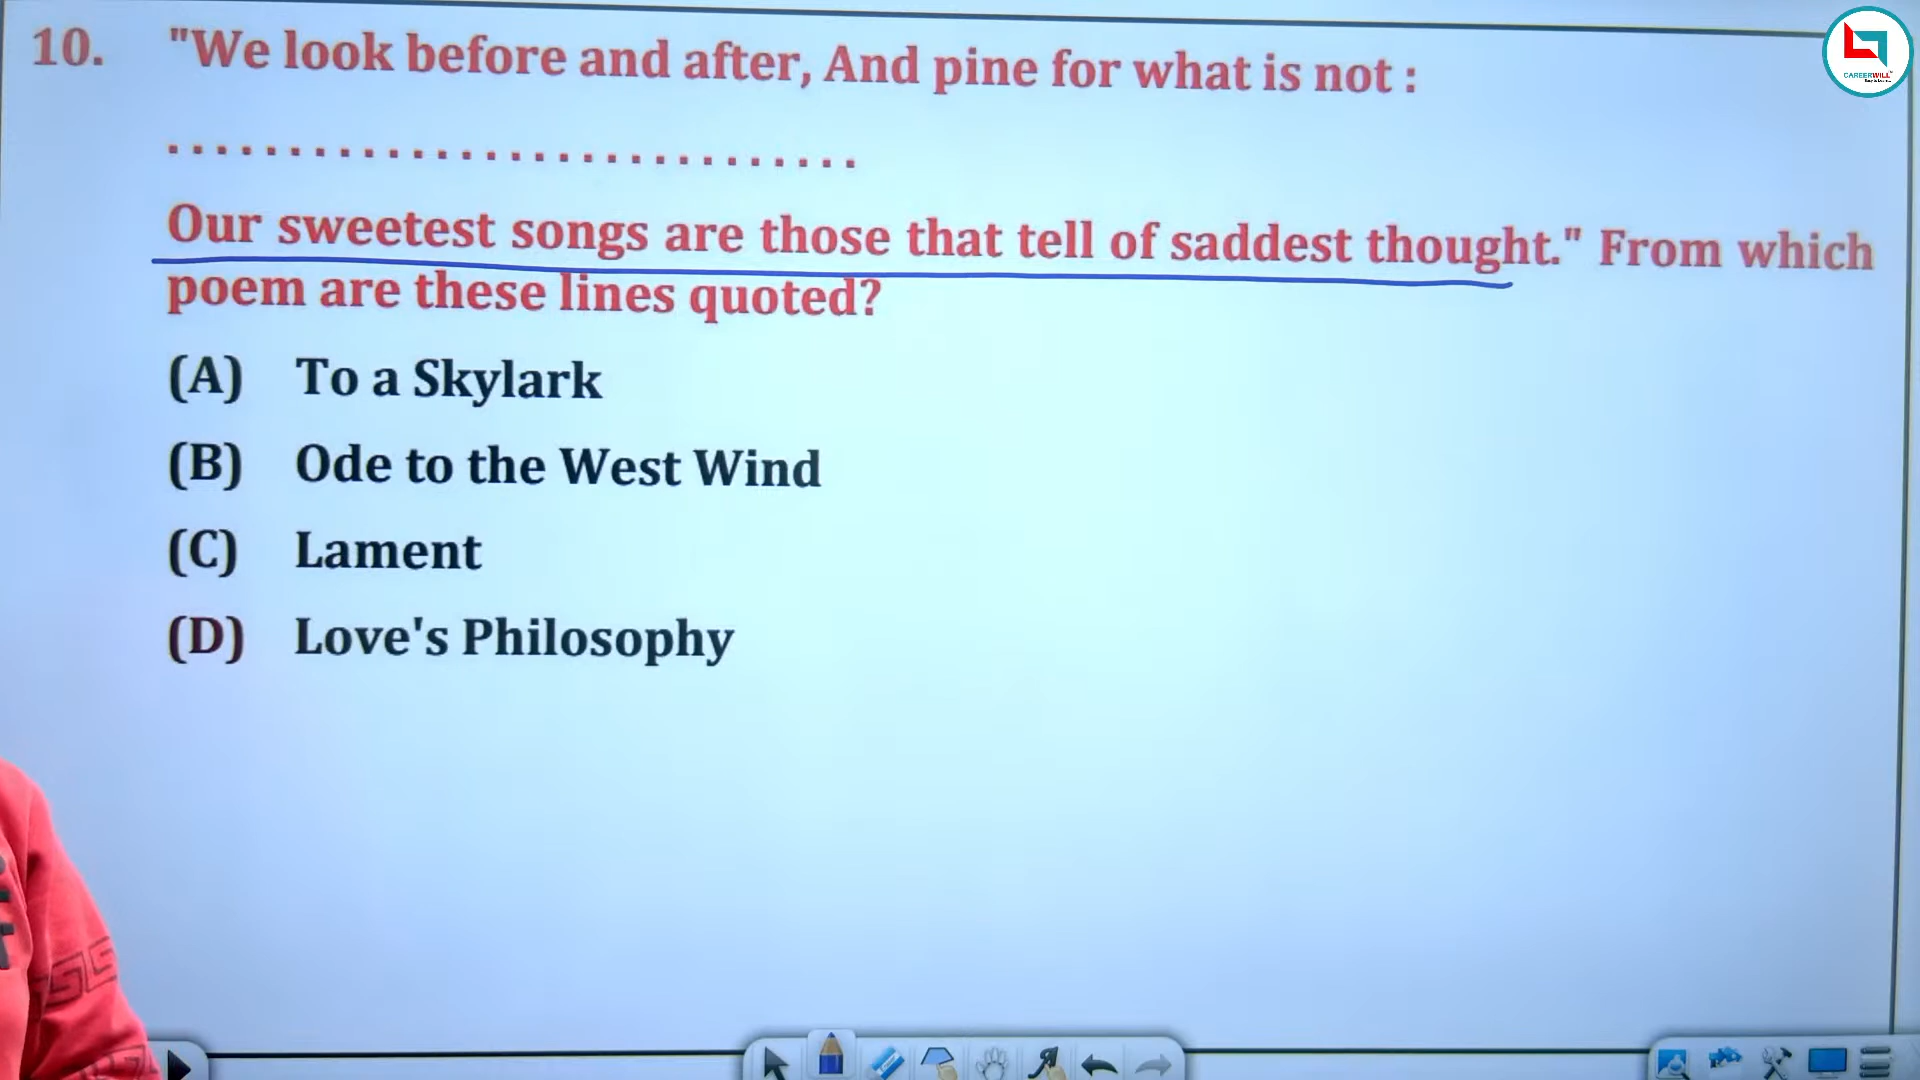 10. "We look before and after, And pine for what is not :
. . . . . . . . . . . . . . . . . . . . . . . . . . . . .
Our sweetest songs are those that tell of saddest thought." From which
poem are these lines quoted?
(A) To a Skylark
(B) Ode to the West Wind
(C) Lament
(D) Love's Philosophy
CAREERWILL